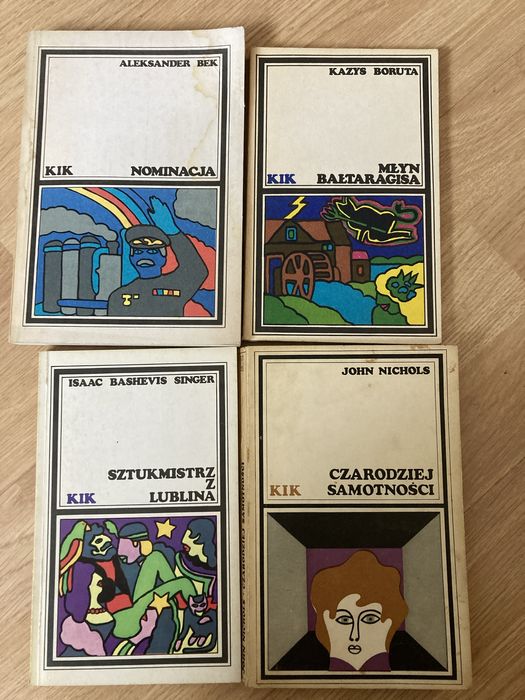 ALEKSANDER BEK
KIK NOMINACJA
KAZYS BORUTA
MŁYN
KIK BAŁTARAGISA
ISAAC BASHEVIS SINGER
SZTUKMISTRZ
Z
KIK LUBLINA
JOHN NICHOLS
CZARODZIEJ
KIK SAMOTNOŚCI